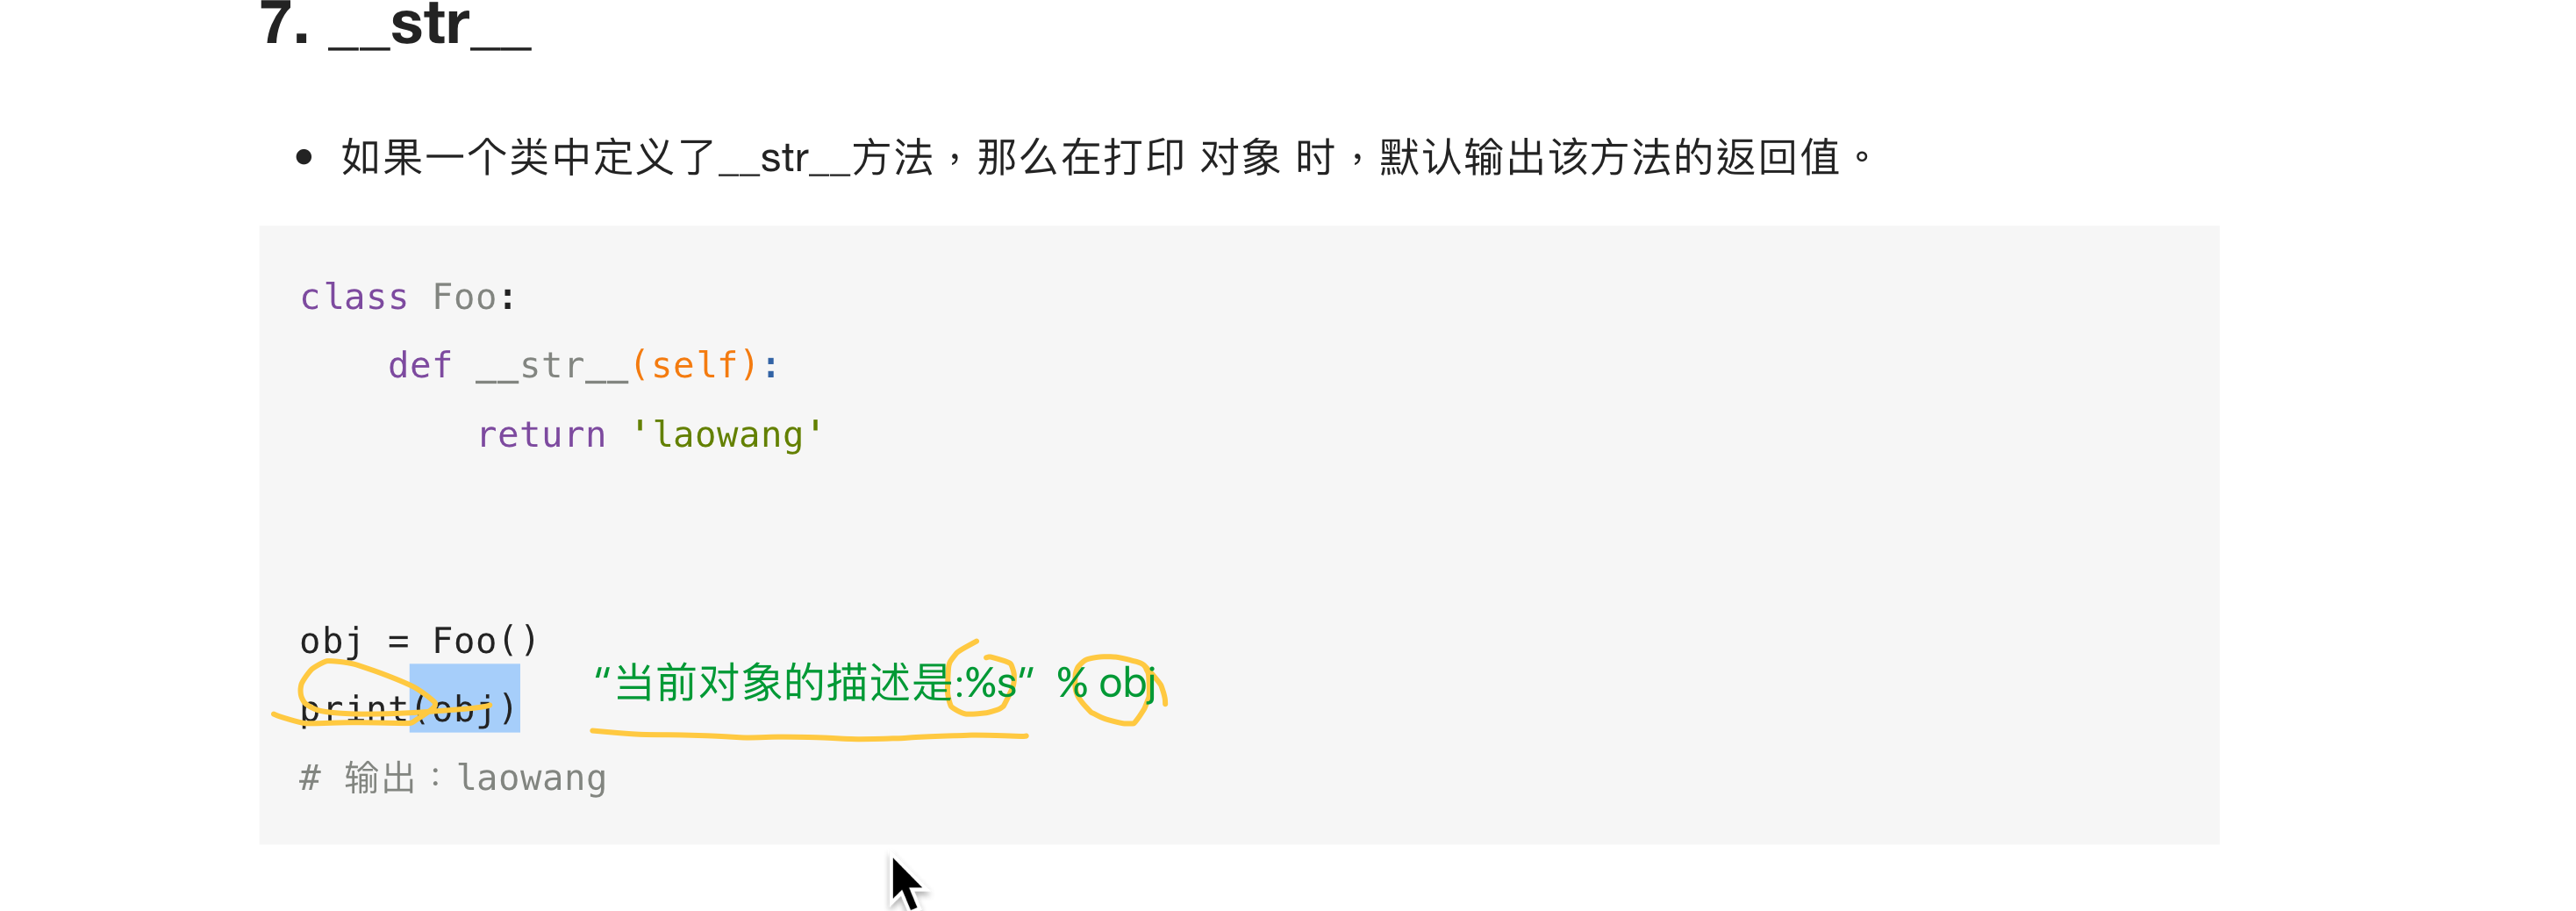 7. __str__
如果一个类中定义了__str__方法，那么在打印 对象 时，默认输出该方法的返回值。
class Foo:
    def __str__(self):
        return 'laowang'
obj = Foo()
print(obj)
“当前对象的描述是:%s” % obj
# 输出：laowang